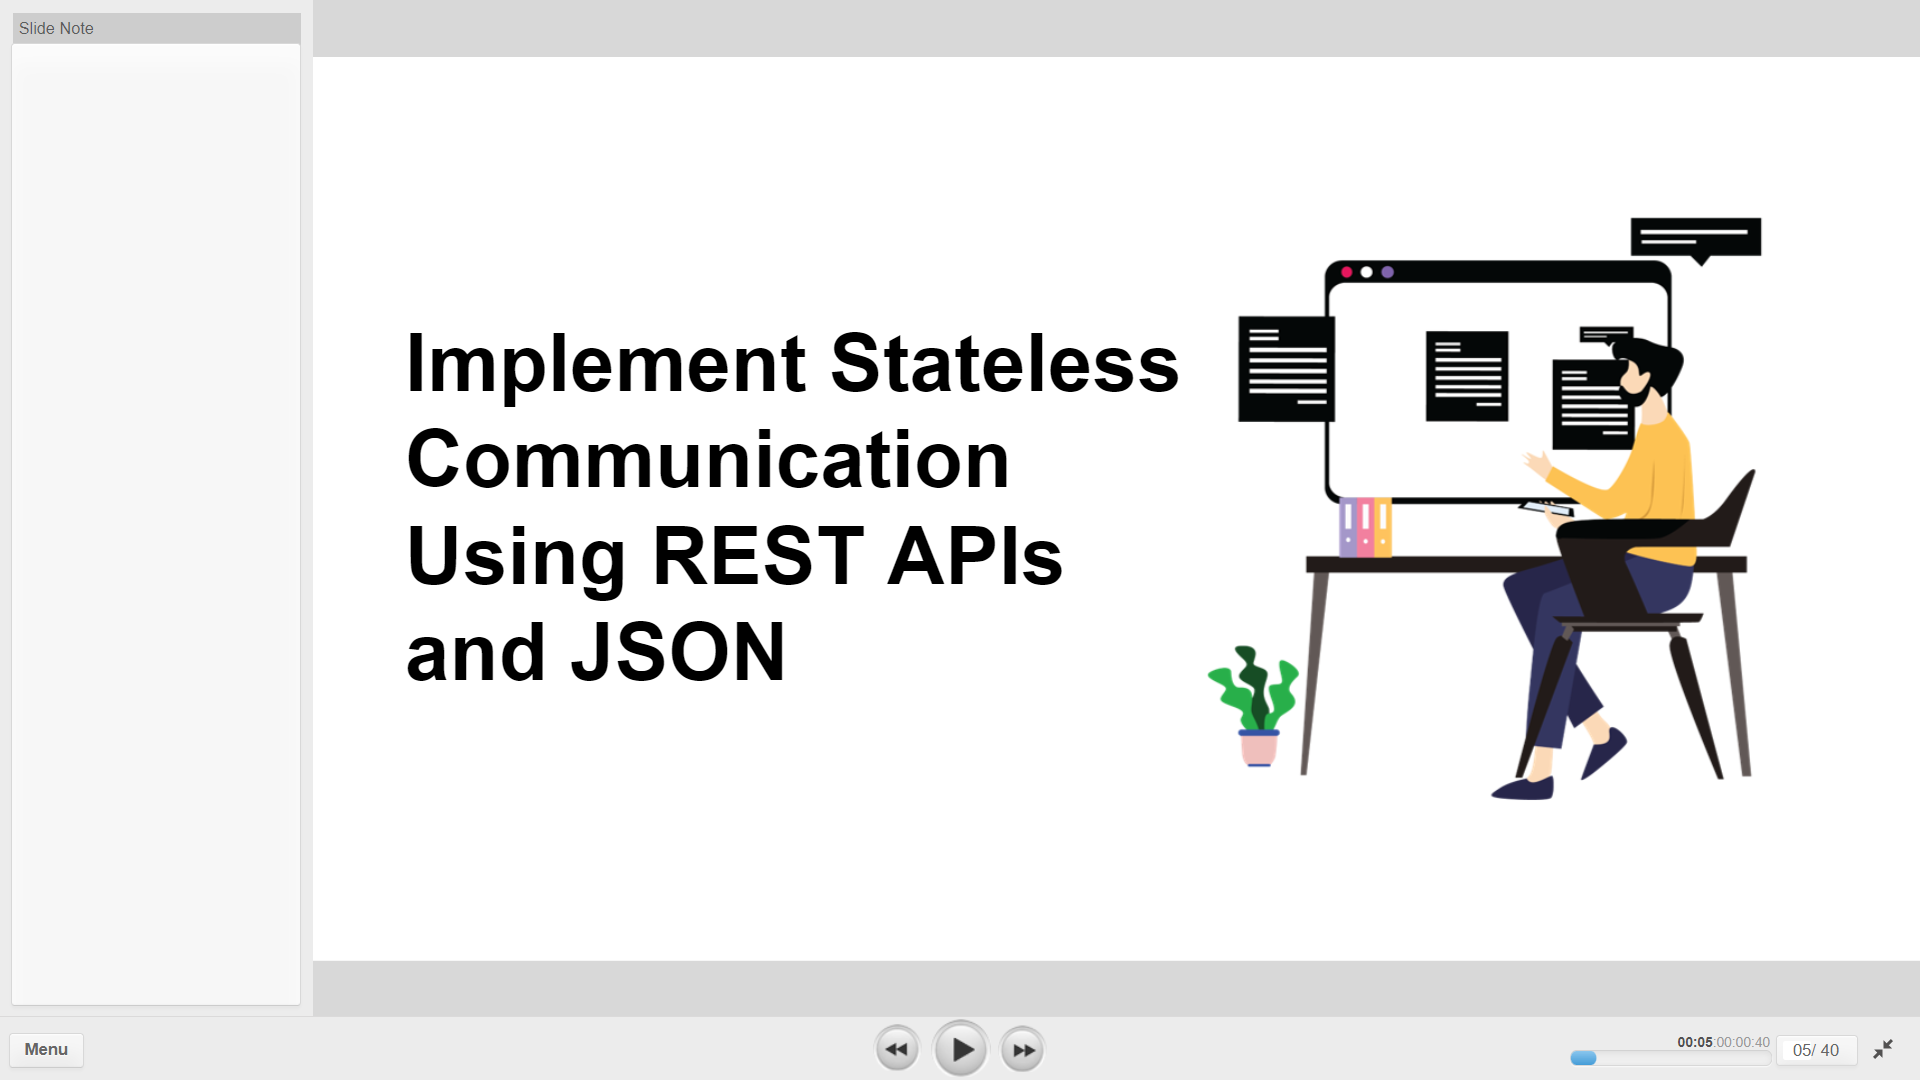 Slide Note
Implement Stateless
Communication
Using REST APIs
and JSON
Menu
00:05:00:00:40
05/ 40